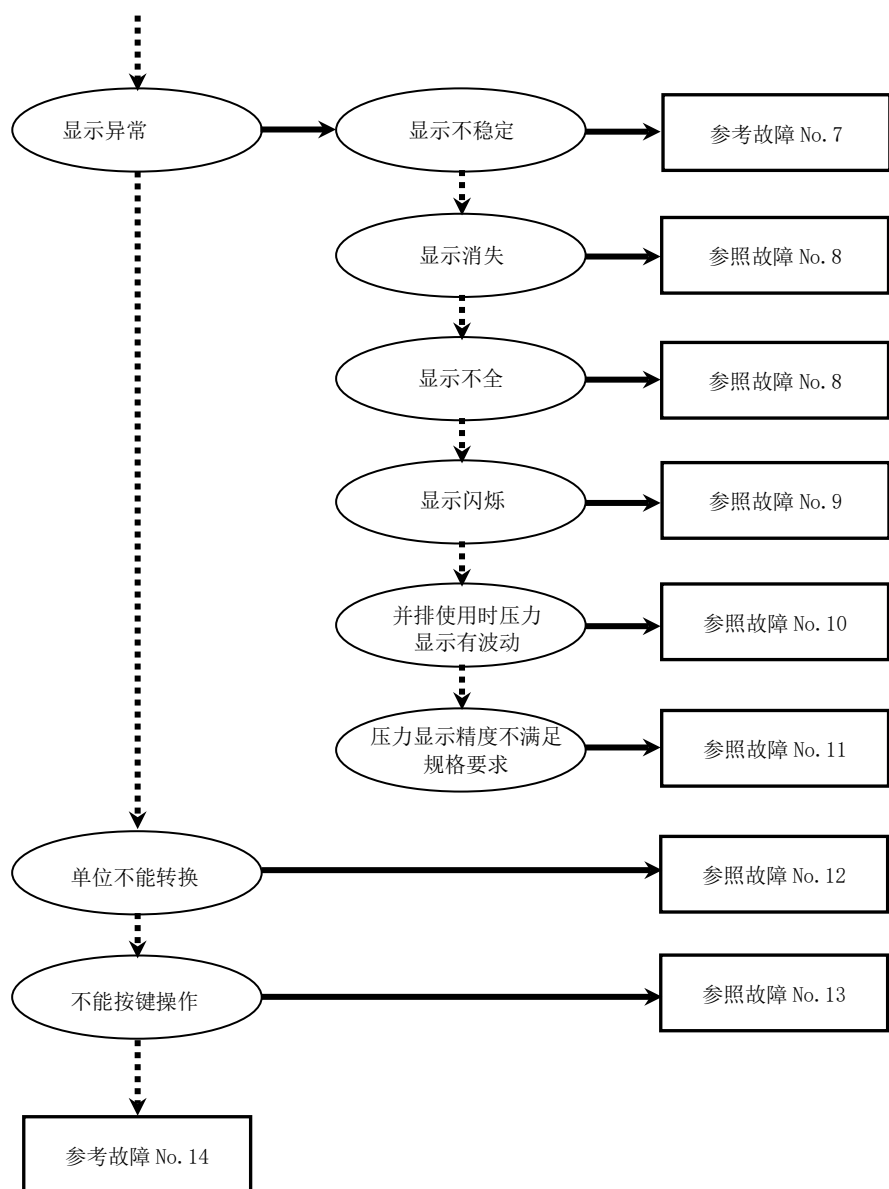 显示异常
显示不稳定
参考故障 No.7
显示消失
参照故障 No.8
显示不全
参照故障 No.8
显示闪烁
参照故障 No.9
并排使用时压力
显示有波动
参照故障 No.10
压力显示精度不满足
规格要求
参照故障 No.11
单位不能转换
参照故障 No.12
不能按键操作
参照故障 No.13
参考故障 No.14